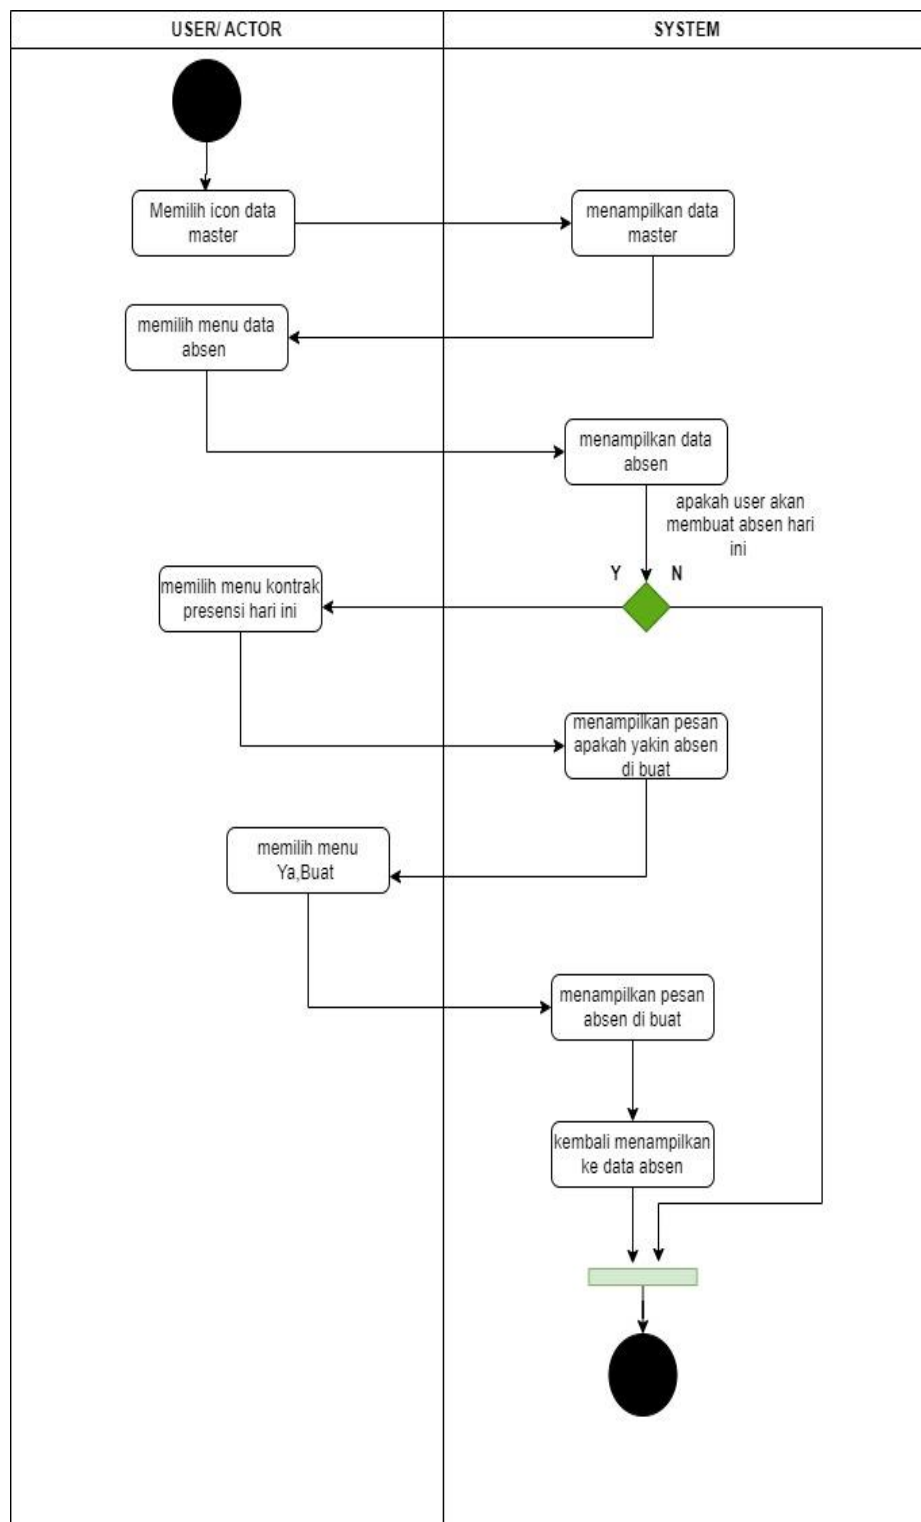 USER/ ACTOR
SYSTEM
Memilih icon data
master
menampilkan data
master
memilih menu data
absen
menampilkan data
absen
apakah user akan
membuat absen hari
ini
Y
N
memilih menu kontrak
presensi hari ini
menampilkan pesan
apakah yakin absen
di buat
memilih menu
Ya,Buat
menampilkan pesan
absen di buat
kembali menampilkan
ke data absen